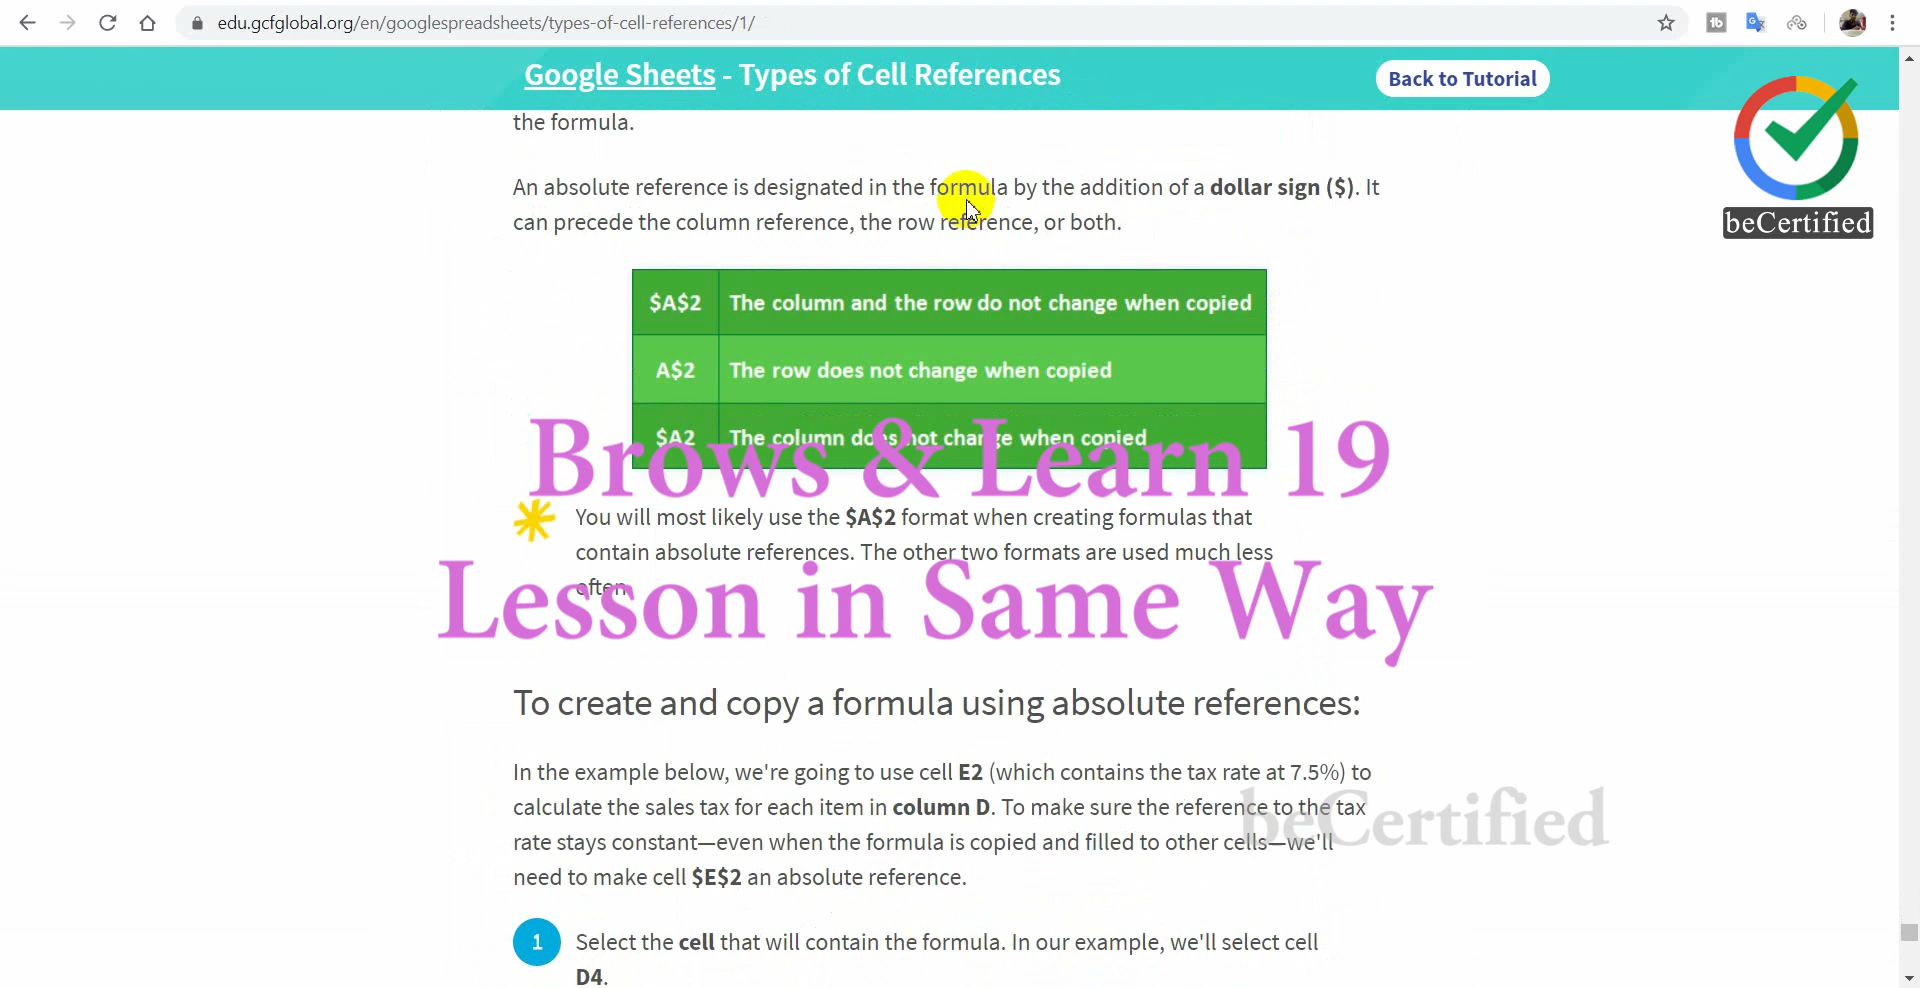 edu.gcfglobal.org/en/googlespreadsheets/types-of-cell-references/1/
Google Sheets - Types of Cell References
Back to Tutorial
beCertified
the formula.
An absolute reference is designated in the formula by the addition of a dollar sign ($). It
can precede the column reference, the row reference, or both.
$A$2 The column and the row do not change when copied
A$2 The row does not change when copied
$A2 The column does not change when copied
Brows & Learn 19
You will most likely use the $A$2 format when creating formulas that
contain absolute references. The other two formats are used much less
often.
Lesson in Same Way
To create and copy a formula using absolute references:
In the example below, we're going to use cell E2 (which contains the tax rate at 7.5%) to
calculate the sales tax for each item in column D. To make sure the reference to the tax
rate stays constant—even when the formula is copied and filled to other cells—we'll
need to make cell $E$2 an absolute reference.
beCertified
1 Select the cell that will contain the formula. In our example, we'll select cell
D4.